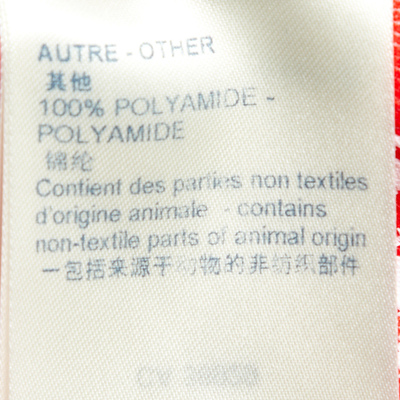 AUTRE - OTHER
其他
100% POLYAMIDE -
POLYAMIDE
锦纶
Contient des parties non textiles
d'origine animale - contains
non-textile parts of animal origin
一包括来源于动物的非纺织部件